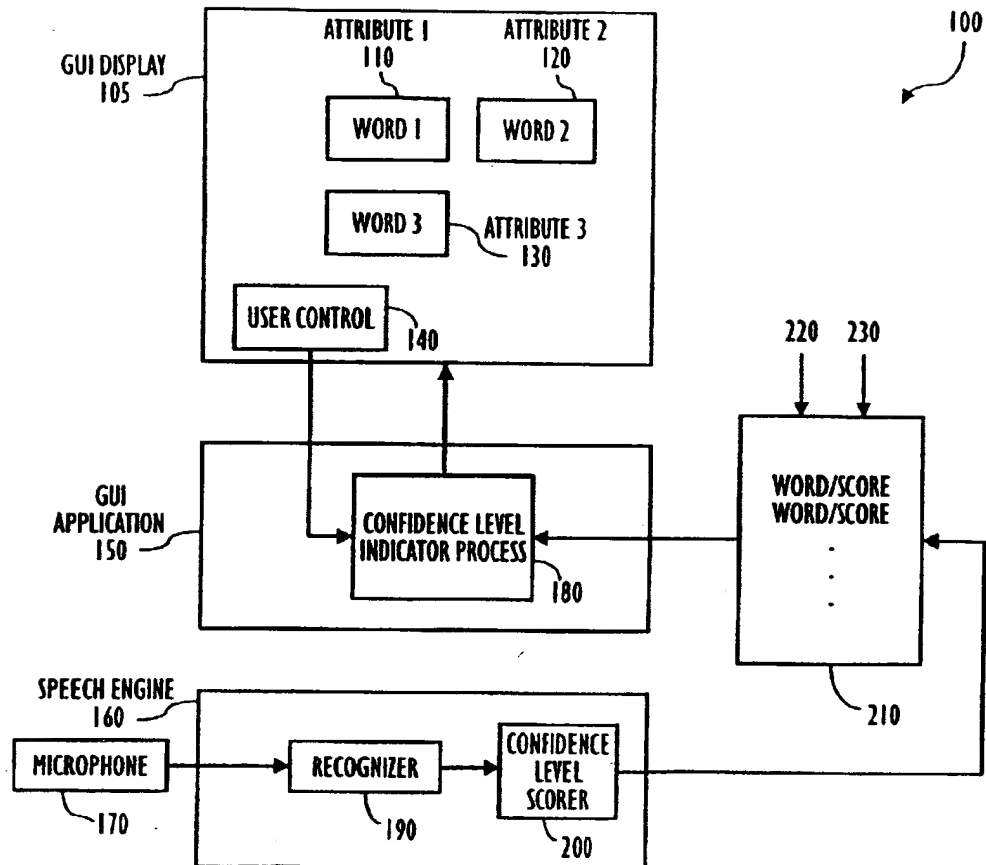 100
ATTRIBUTE 1
110
ATTRIBUTE 2
120
GUI DISPLAY
105
WORD 1
WORD 2
WORD 3
ATTRIBUTE 3
130
USER CONTROL
140
220
230
GUI
APPLICATION
150
CONFIDENCE LEVEL
INDICATOR PROCESS
180
WORD/SCORE
WORD/SCORE
.
.
.
210
SPEECH ENGINE
160
MICROPHONE
170
RECOGNIZER
190
CONFIDENCE
LEVEL
SCORER
200